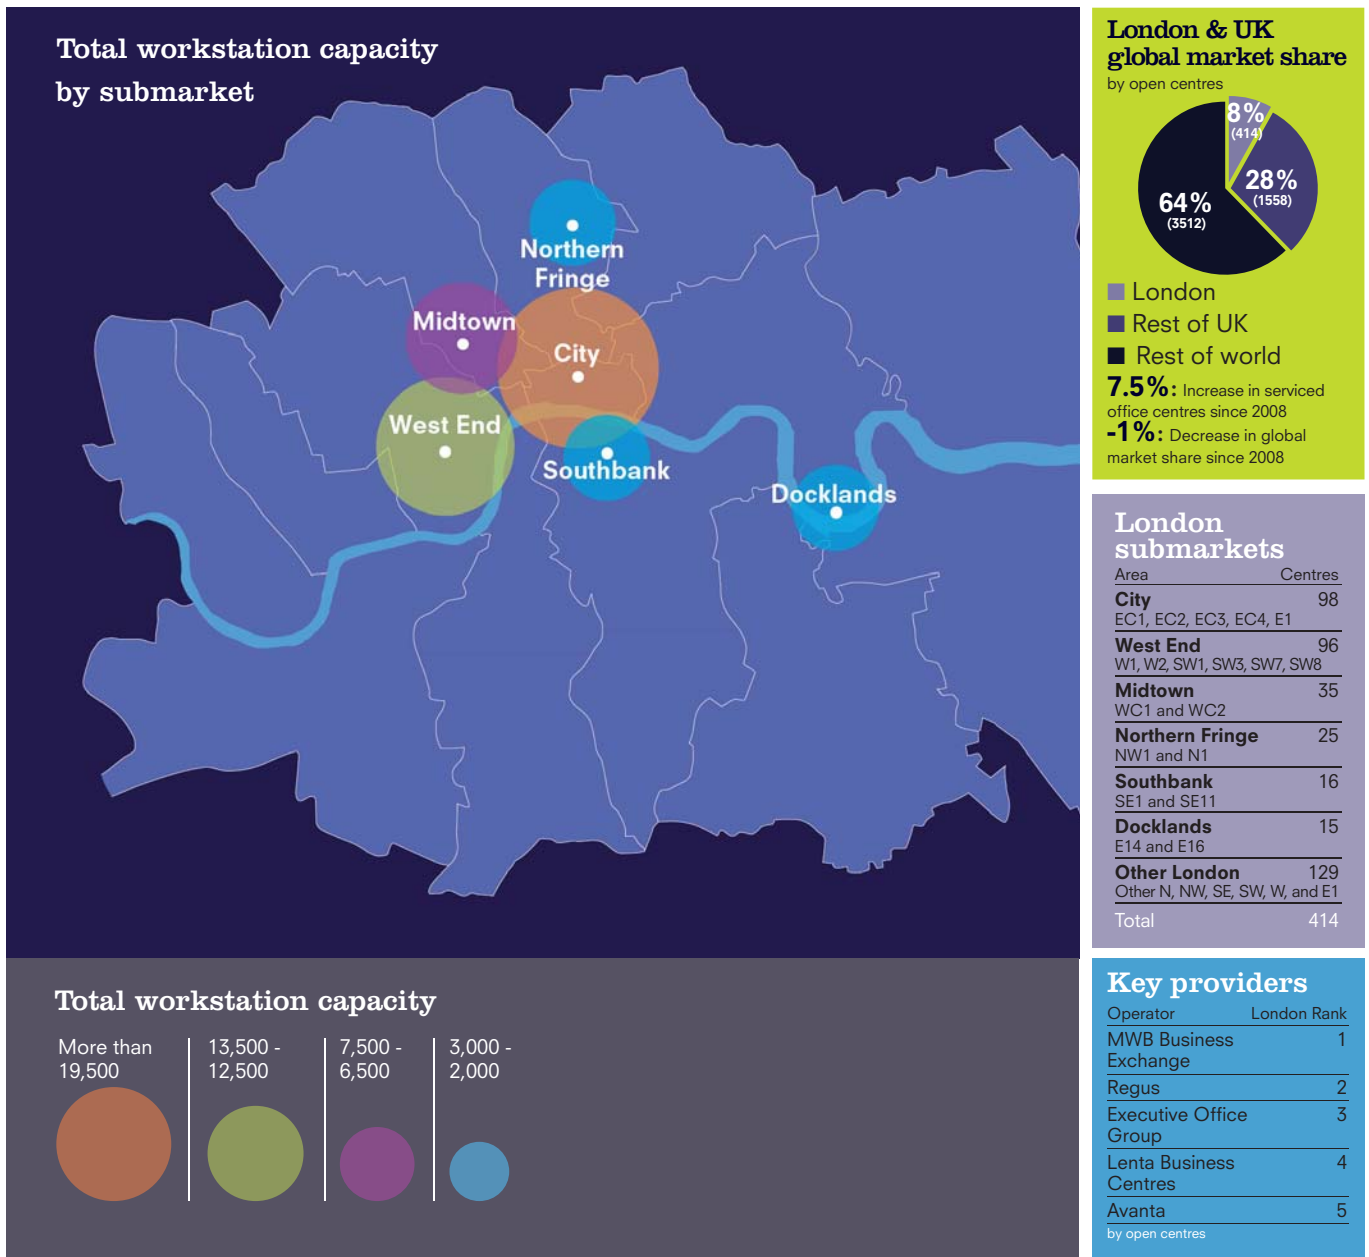 Total workstation capacity
by submarket
Northern
Fringe
Midtown
City
West End
Southbank
Docklands
Total workstation capacity
More than
19,500
13,500 -
12,500
7,500 -
6,500
3,000 -
2,000
London & UK
global market share
by open centres
8%
(414)
28%
(1558)
64%
(3512)
London
Rest of UK
Rest of world
7.5%: Increase in serviced
office centres since 2008
-1%: Decrease in global
market share since 2008
London
submarkets
Area Centres
City 98
EC1, EC2, EC3, EC4, E1
West End 96
W1, W2, SW1, SW3, SW7, SW8
Midtown 35
WC1 and WC2
Northern Fringe 25
NW1 and N1
Southbank 16
SE1 and SE11
Docklands 15
E14 and E16
Other London 129
Other N, NW, SE, SW, W, and E1
Total 414
Key providers
Operator London Rank
MWB Business 1
Exchange
Regus 2
Executive Office 3
Group
Lenta Business 4
Centres
Avanta 5
by open centres